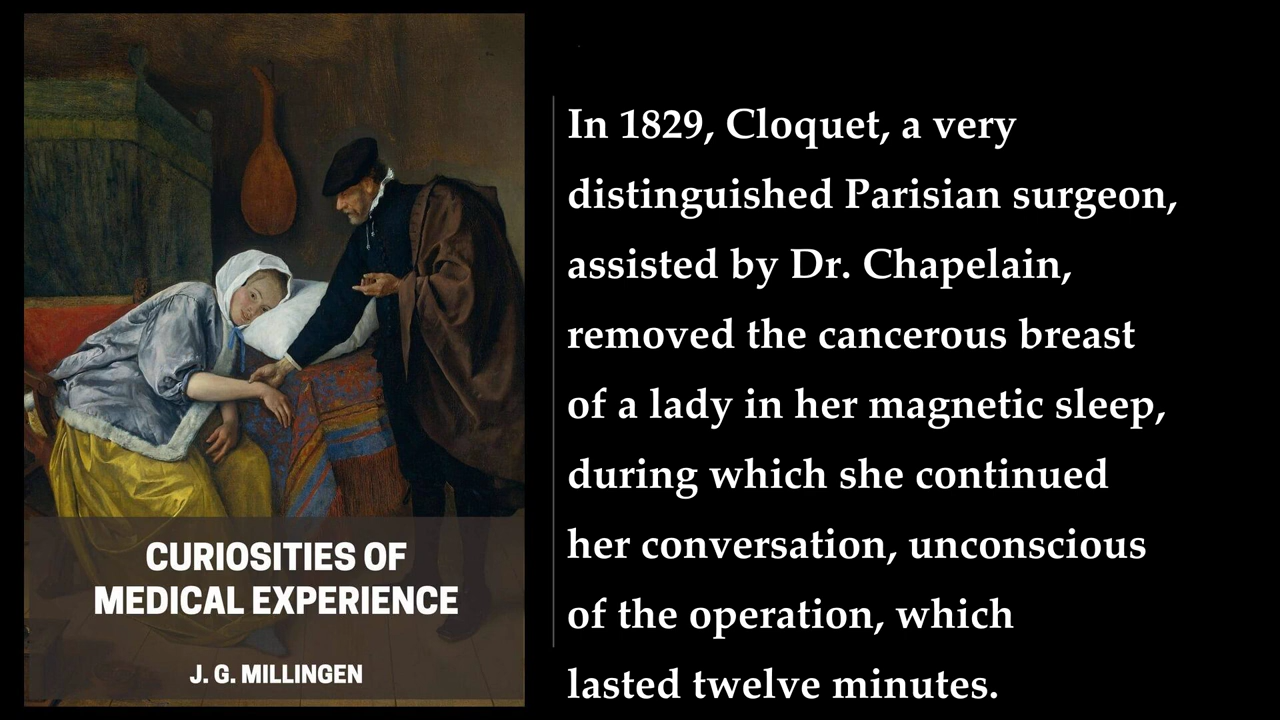 CURIOSITIES OF
MEDICAL EXPERIENCE
J. G. MILLINGEN
In 1829, Cloquet, a very
distinguished Parisian surgeon,
assisted by Dr. Chapelain,
removed the cancerous breast
of a lady in her magnetic sleep,
during which she continued
her conversation, unconscious
of the operation, which
lasted twelve minutes.